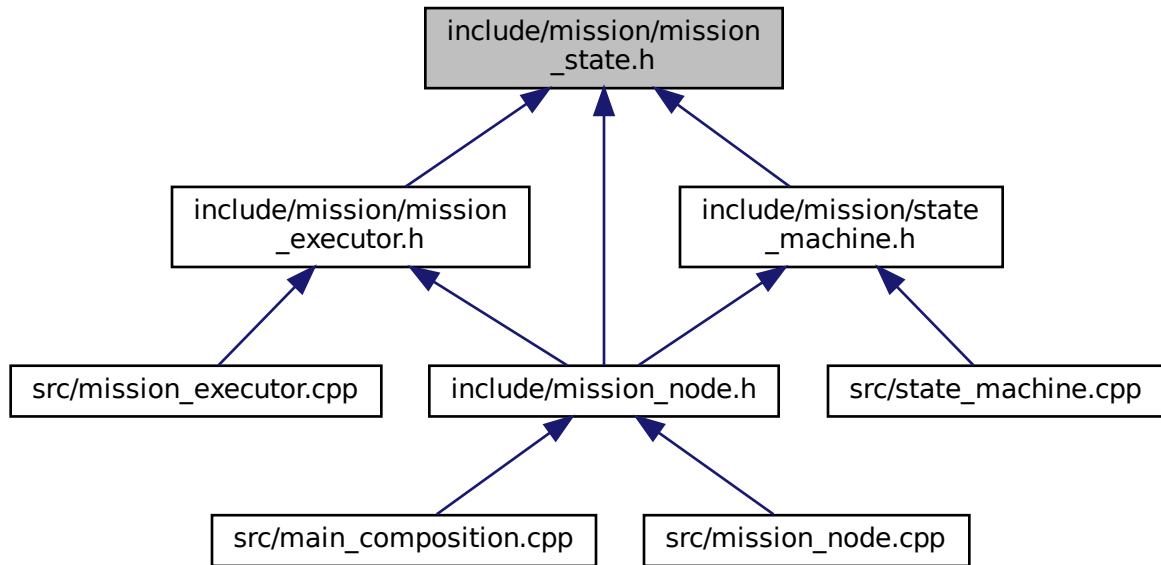 include/mission/mission
_state.h
include/mission/mission
_executor.h
include/mission/state
_machine.h
src/mission_executor.cpp
include/mission_node.h
src/state_machine.cpp
src/main_composition.cpp
src/mission_node.cpp